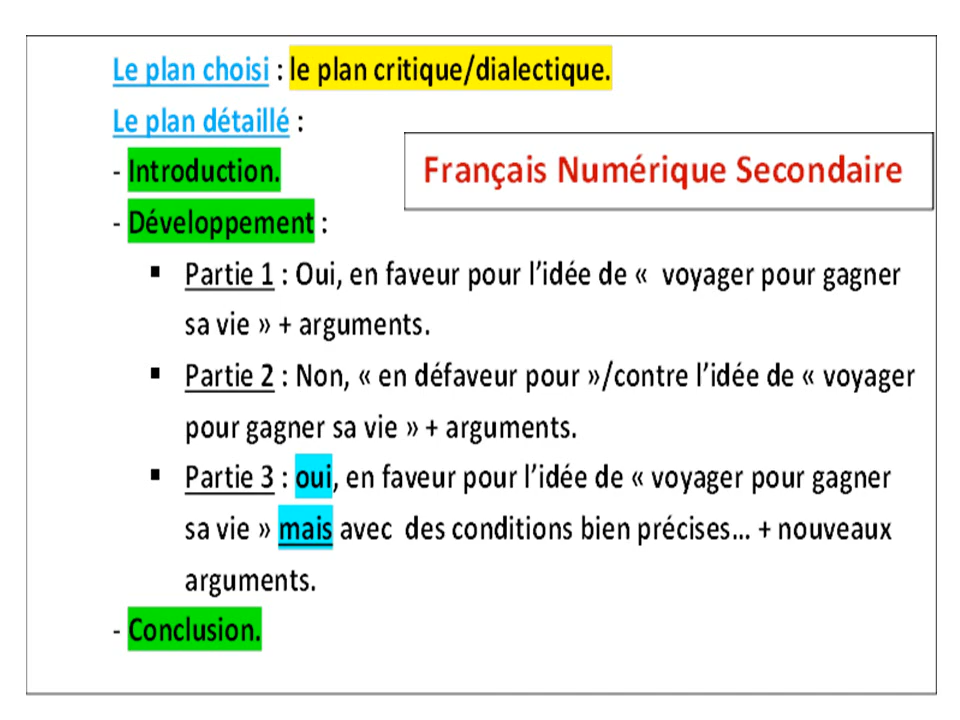 Le plan choisi : le plan critique/dialectique.
Le plan détaillé :
- Introduction.
Français Numérique Secondaire
- Développement :
▪ Partie 1 : Oui, en faveur pour l’idée de « voyager pour gagner
sa vie » + arguments.
▪ Partie 2 : Non, « en défaveur pour »/contre l’idée de « voyager
pour gagner sa vie » + arguments.
▪ Partie 3 : oui, en faveur pour l’idée de « voyager pour gagner
sa vie » mais avec des conditions bien précises… + nouveaux
arguments.
- Conclusion.